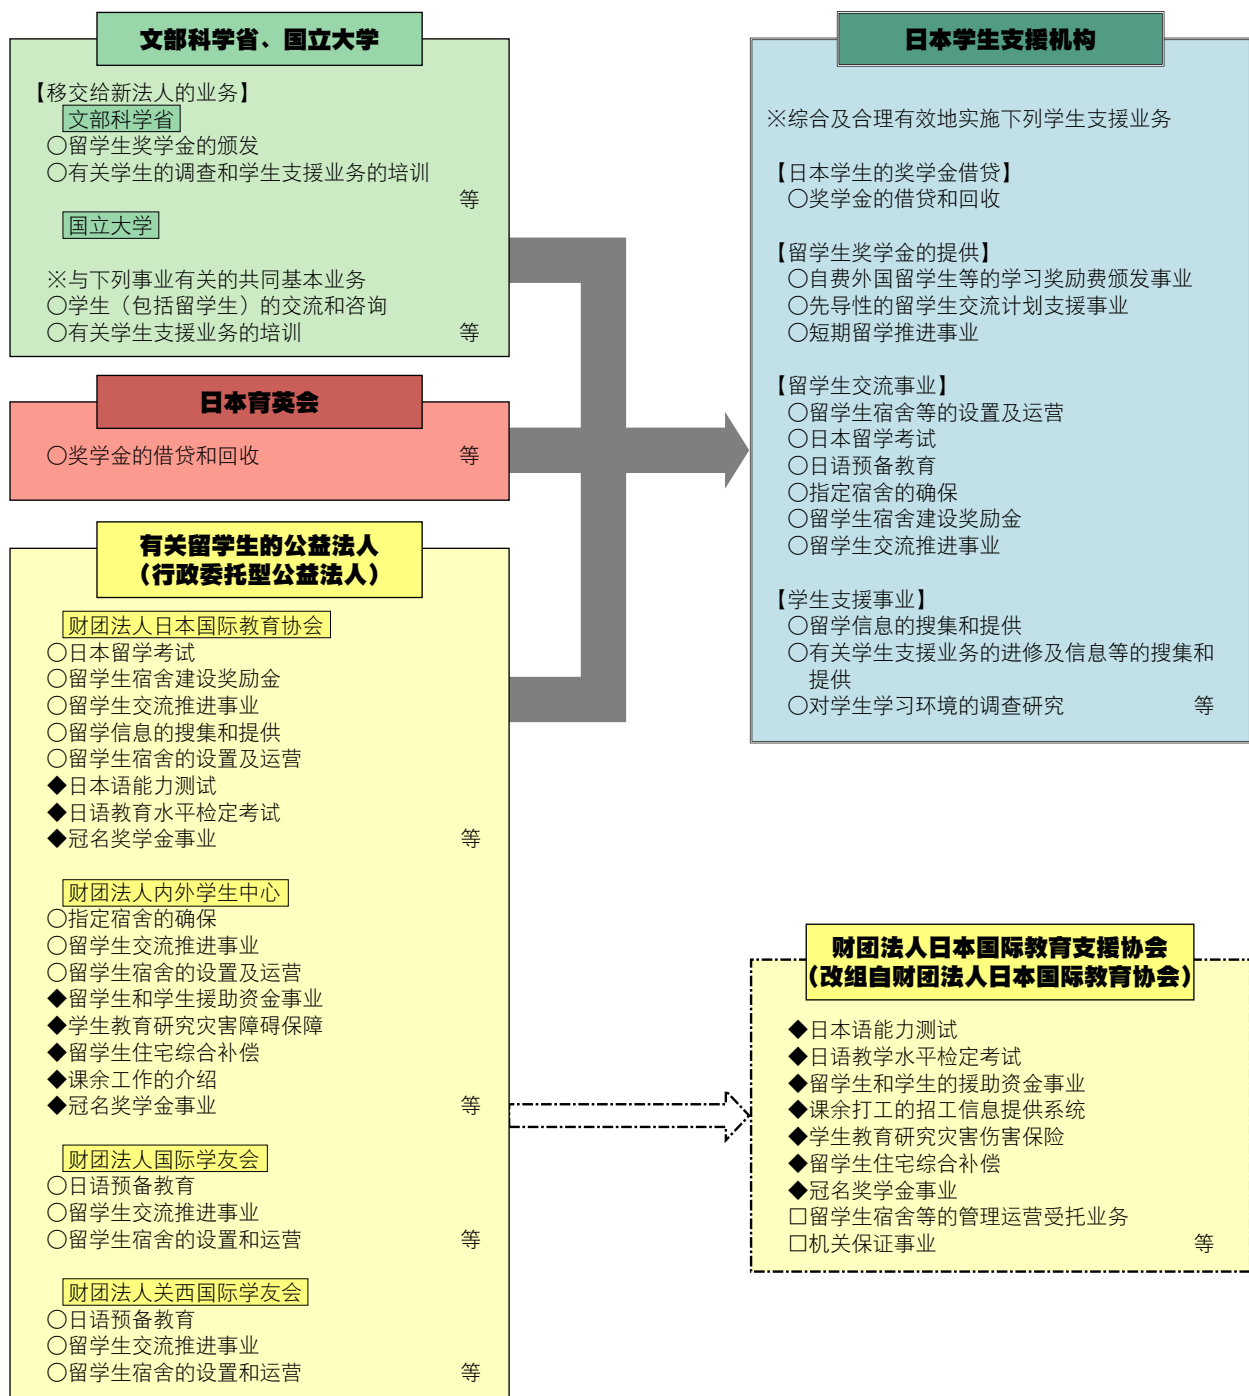 文部科学省、国立大学
【移交给新法人的业务】
文部科学省
○留学生奖学金的颁发
○有关学生的调查和学生支援业务的培训
等
国立大学
※与下列事业有关的共同基本业务
○学生（包括留学生）的交流和咨询
○有关学生支援业务的培训 等
日本育英会
○奖学金的借贷和回收 等
有关留学生的公益法人
（行政委托型公益法人）
财团法人日本国际教育协会
○日本留学考试
○留学生宿舍建设奖励金
○留学生交流推进事业
○留学信息的搜集和提供
○留学生宿舍的设置及运营
◆日本语能力测试
◆日语教育水平检定考试
◆冠名奖学金事业 等
财团法人内外学生中心
○指定宿舍的确保
○留学生交流推进事业
○留学生宿舍的设置及运营
◆留学生和学生援助资金事业
◆学生教育研究灾害障碍保障
◆留学生住宅综合补偿
◆课余工作的介绍
◆冠名奖学金事业 等
财团法人国际学友会
○日语预备教育
○留学生交流推进事业
○留学生宿舍的设置和运营 等
财团法人关西国际学友会
○日语预备教育
○留学生交流推进事业
○留学生宿舍的设置和运营 等
日本学生支援机构
※综合及合理有效地实施下列学生支援业务
【日本学生的奖学金借贷】
○奖学金的借贷和回收
【留学生奖学金的提供】
○自费外国留学生等的学习奖励费颁发事业
○先导性的留学生交流计划支援事业
○短期留学推进事业
【留学生交流事业】
○留学生宿舍等的设置及运营
○日本留学考试
○日语预备教育
○指定宿舍的确保
○留学生宿舍建设奖励金
○留学生交流推进事业
【学生支援事业】
○留学信息的搜集和提供
○有关学生支援业务的进修及信息等的搜集和
提供
○对学生学习环境的调查研究 等
财团法人日本国际教育支援协会
（改组自财团法人日本国际教育协会）
◆日本语能力测试
◆日语教学水平检定考试
◆留学生和学生的援助资金事业
◆课余打工的招工信息提供系统
◆学生教育研究灾害伤害保险
◆留学生住宅综合补偿
◆冠名奖学金事业
□留学生宿舍等的管理运营受托业务
□机关保证事业 等